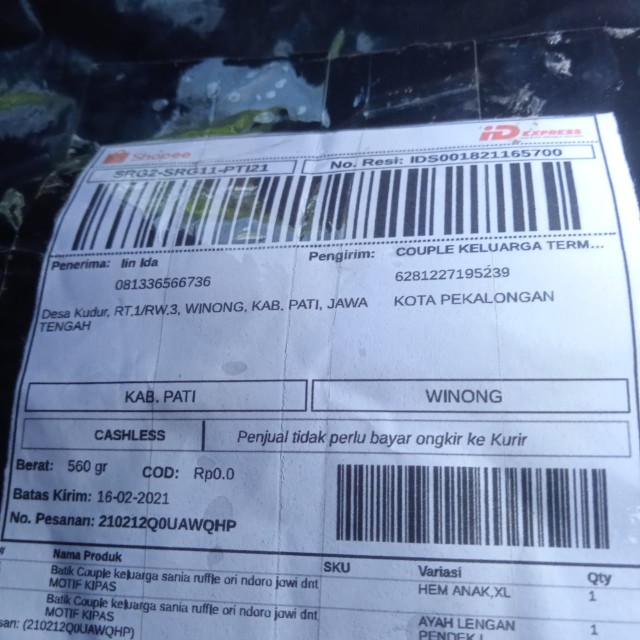 Shopee
iD EXPRESS
SRG2-SRG11-PTI21
No. Resi: IDS001821165700
Penerima: Iin Ida
081336566736
Desa Kudur, RT.1/RW.3, WINONG, KAB. PATI, JAWA
TENGAH
Pengirim: COUPLE KELUARGA TERM...
6281227195239
KOTA PEKALONGAN
KAB. PATI
WINONG
CASHLESS
Penjual tidak perlu bayar ongkir ke Kurir
Berat: 560 gr
COD: Rp0.0
Batas Kirim: 16-02-2021
No. Pesanan: 210212Q0UAWQHP
# Nama Produk SKU Variasi Qty
Batik Couple keluarga sania ruffle ori ndoro jowi dnt HEM ANAK,XL 1
MOTIF KIPAS
Batik Couple keluarga sania ruffle ori ndoro jowi dnt AYAH LENGAN 1
MOTIF KIPAS PENDEK,L
san: (210212Q0UAWQHP)